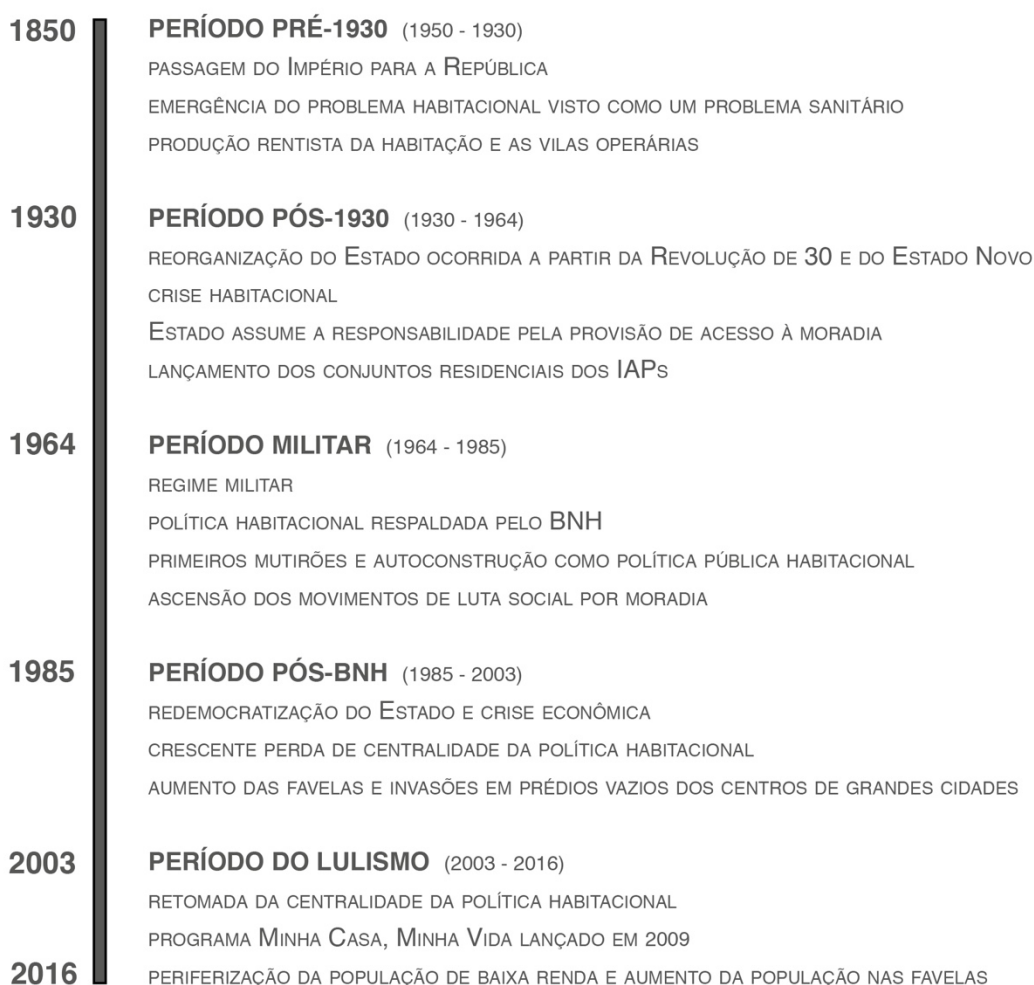 1850 PERÍODO PRÉ-1930 (1950 - 1930)
PASSAGEM DO IMPÉRIO PARA A REPÚBLICA
EMERGÊNCIA DO PROBLEMA HABITACIONAL VISTO COMO UM PROBLEMA SANITÁRIO
PRODUÇÃO RENTISTA DA HABITAÇÃO E AS VILAS OPERÁRIAS
1930 PERÍODO PÓS-1930 (1930 - 1964)
REORGANIZAÇÃO DO ESTADO OCORRIDA A PARTIR DA REVOLUÇÃO DE 30 E DO ESTADO NOVO
CRISE HABITACIONAL
ESTADO ASSUME A RESPONSABILIDADE PELA PROVISÃO DE ACESSO À MORADIA
LANÇAMENTO DOS CONJUNTOS RESIDENCIAIS DOS IAPS
1964 PERÍODO MILITAR (1964 - 1985)
REGIME MILITAR
POLÍTICA HABITACIONAL RESPALDADA PELO BNH
PRIMEIROS MUTIRÕES E AUTOCONSTRUÇÃO COMO POLÍTICA PÚBLICA HABITACIONAL
ASCENSÃO DOS MOVIMENTOS DE LUTA SOCIAL POR MORADIA
1985 PERÍODO PÓS-BNH (1985 - 2003)
REDEMOCRATIZAÇÃO DO ESTADO E CRISE ECONÔMICA
CRESCENTE PERDA DE CENTRALIDADE DA POLÍTICA HABITACIONAL
AUMENTO DAS FAVELAS E INVASÕES EM PRÉDIOS VAZIOS DOS CENTROS DE GRANDES CIDADES
2003 PERÍODO DO LULISMO (2003 - 2016)
RETOMADA DA CENTRALIDADE DA POLÍTICA HABITACIONAL
PROGRAMA MINHA CASA, MINHA VIDA LANÇADO EM 2009
2016 PERIFERIZAÇÃO DA POPULAÇÃO DE BAIXA RENDA E AUMENTO DA POPULAÇÃO NAS FAVELAS